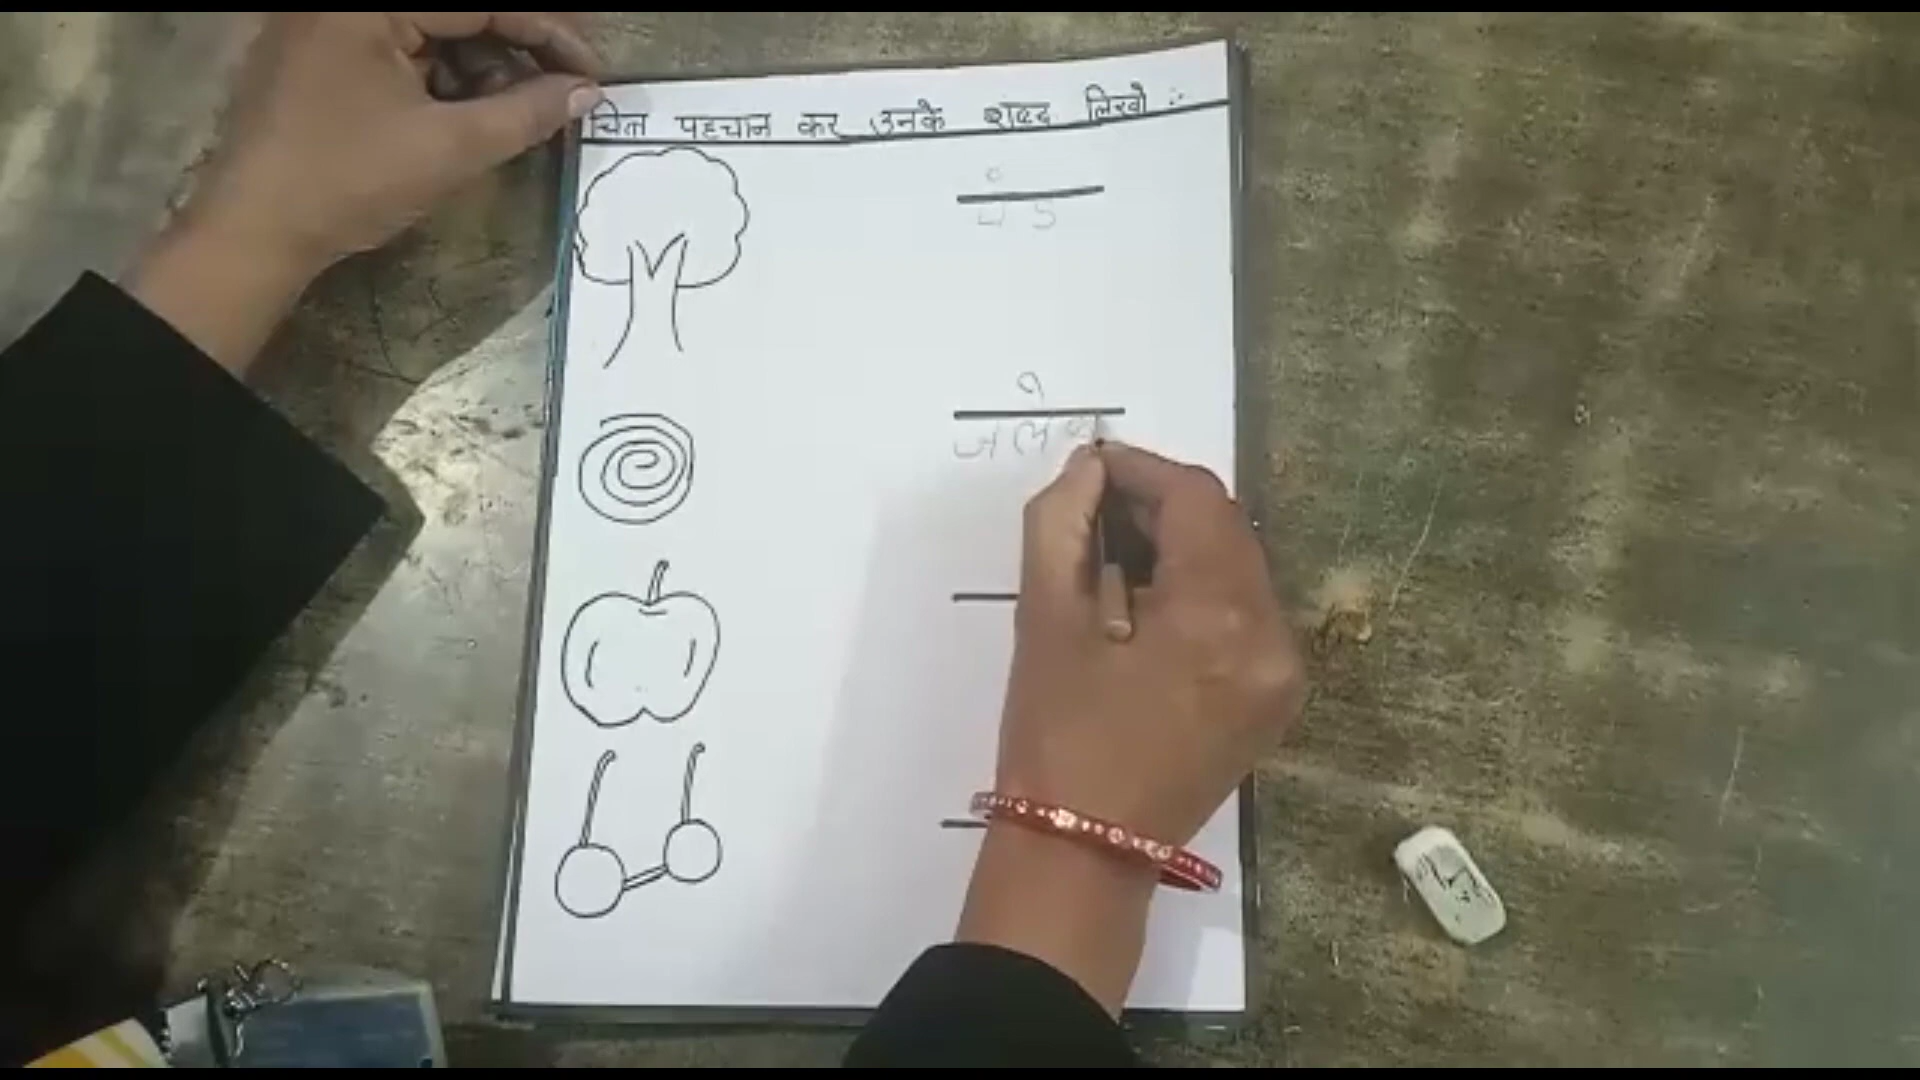 चित्र पहचान कर उनके शब्द लिखो :-
पेड
जलेब